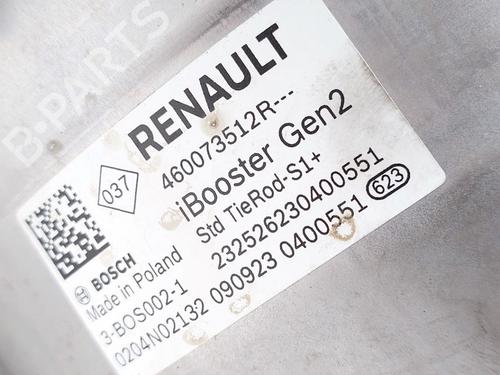 B-PARTS
RENAULT
037
460073512R---
iBooster Gen2
Std TieRod-S1+
232526230400551
BOSCH
Made in Poland
3-BOS002-1
0204N02132 090923 0400551 623